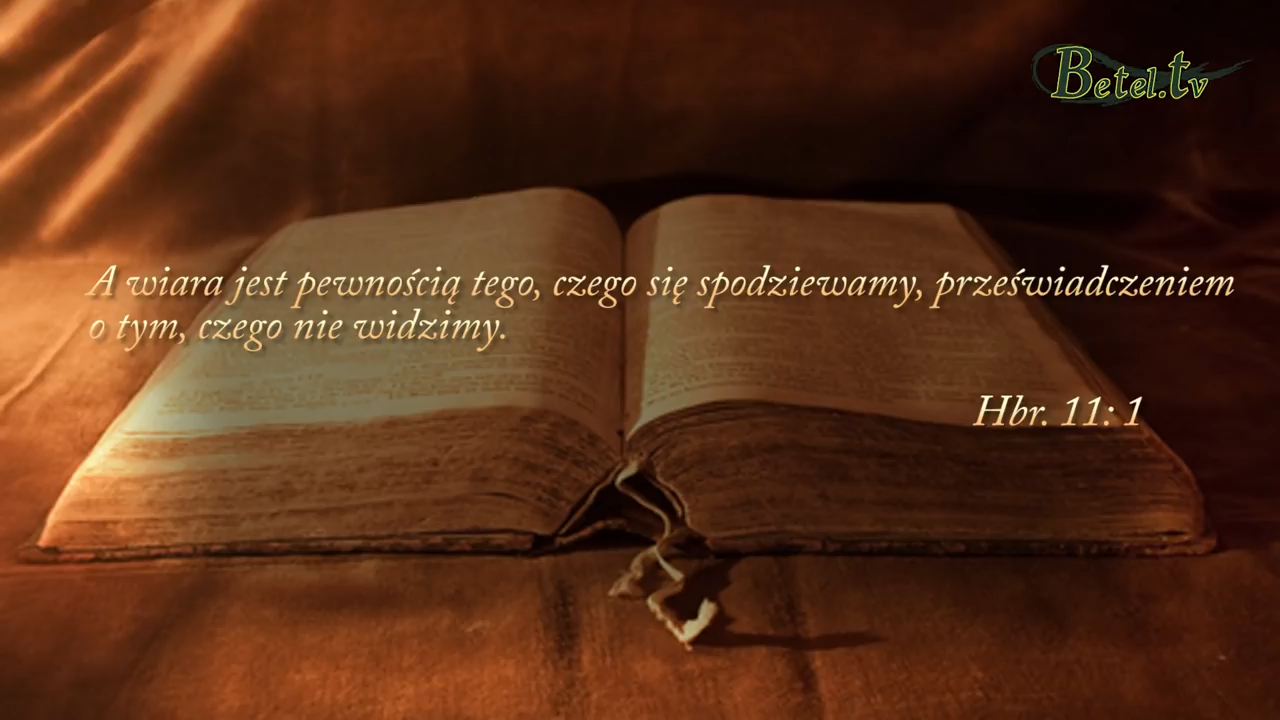 Betel.tv
A wiara jest pewnością tego, czego się spodziewamy, przeświadczeniem
o tym, czego nie widzimy.
Hbr. 11: 1